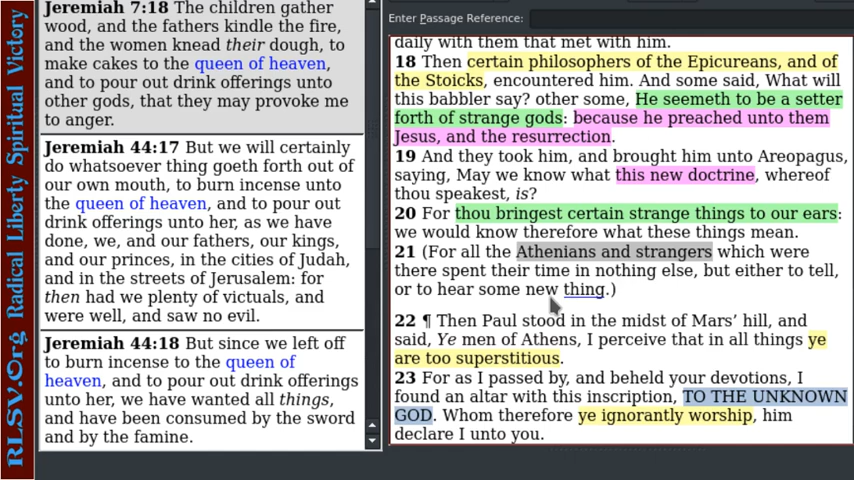 RLSV.Org Radical Liberty Spiritual Victory
Jeremiah 7:18 The children gather
wood, and the fathers kindle the fire,
and the women knead their dough, to
make cakes to the queen of heaven,
and to pour out drink offerings unto
other gods, that they may provoke me
to anger.
Jeremiah 44:17 But we will certainly
do whatsoever thing goeth forth out of
our own mouth, to burn incense unto
the queen of heaven, and to pour out
drink offerings unto her, as we have
done, we, and our fathers, our kings,
and our princes, in the cities of Judah,
and in the streets of Jerusalem: for
then had we plenty of victuals, and
were well, and saw no evil.
Jeremiah 44:18 But since we left off
to burn incense to the queen of
heaven, and to pour out drink offerings
unto her, we have wanted all things,
and have been consumed by the sword
and by the famine.
Enter Passage Reference:
daily with them that met with him.
18 Then certain philosophers of the Epicureans, and of
the Stoicks, encountered him. And some said, What will
this babbler say? other some, He seemeth to be a setter
forth of strange gods: because he preached unto them
Jesus, and the resurrection.
19 And they took him, and brought him unto Areopagus,
saying, May we know what this new doctrine, whereof
thou speakest, is?
20 For thou bringest certain strange things to our ears:
we would know therefore what these things mean.
21 (For all the Athenians and strangers which were
there spent their time in nothing else, but either to tell,
or to hear some new thing.)
22 ¶ Then Paul stood in the midst of Mars’ hill, and
said, Ye men of Athens, I perceive that in all things ye
are too superstitious.
23 For as I passed by, and beheld your devotions, I
found an altar with this inscription, TO THE UNKNOWN
GOD. Whom therefore ye ignorantly worship, him
declare I unto you.